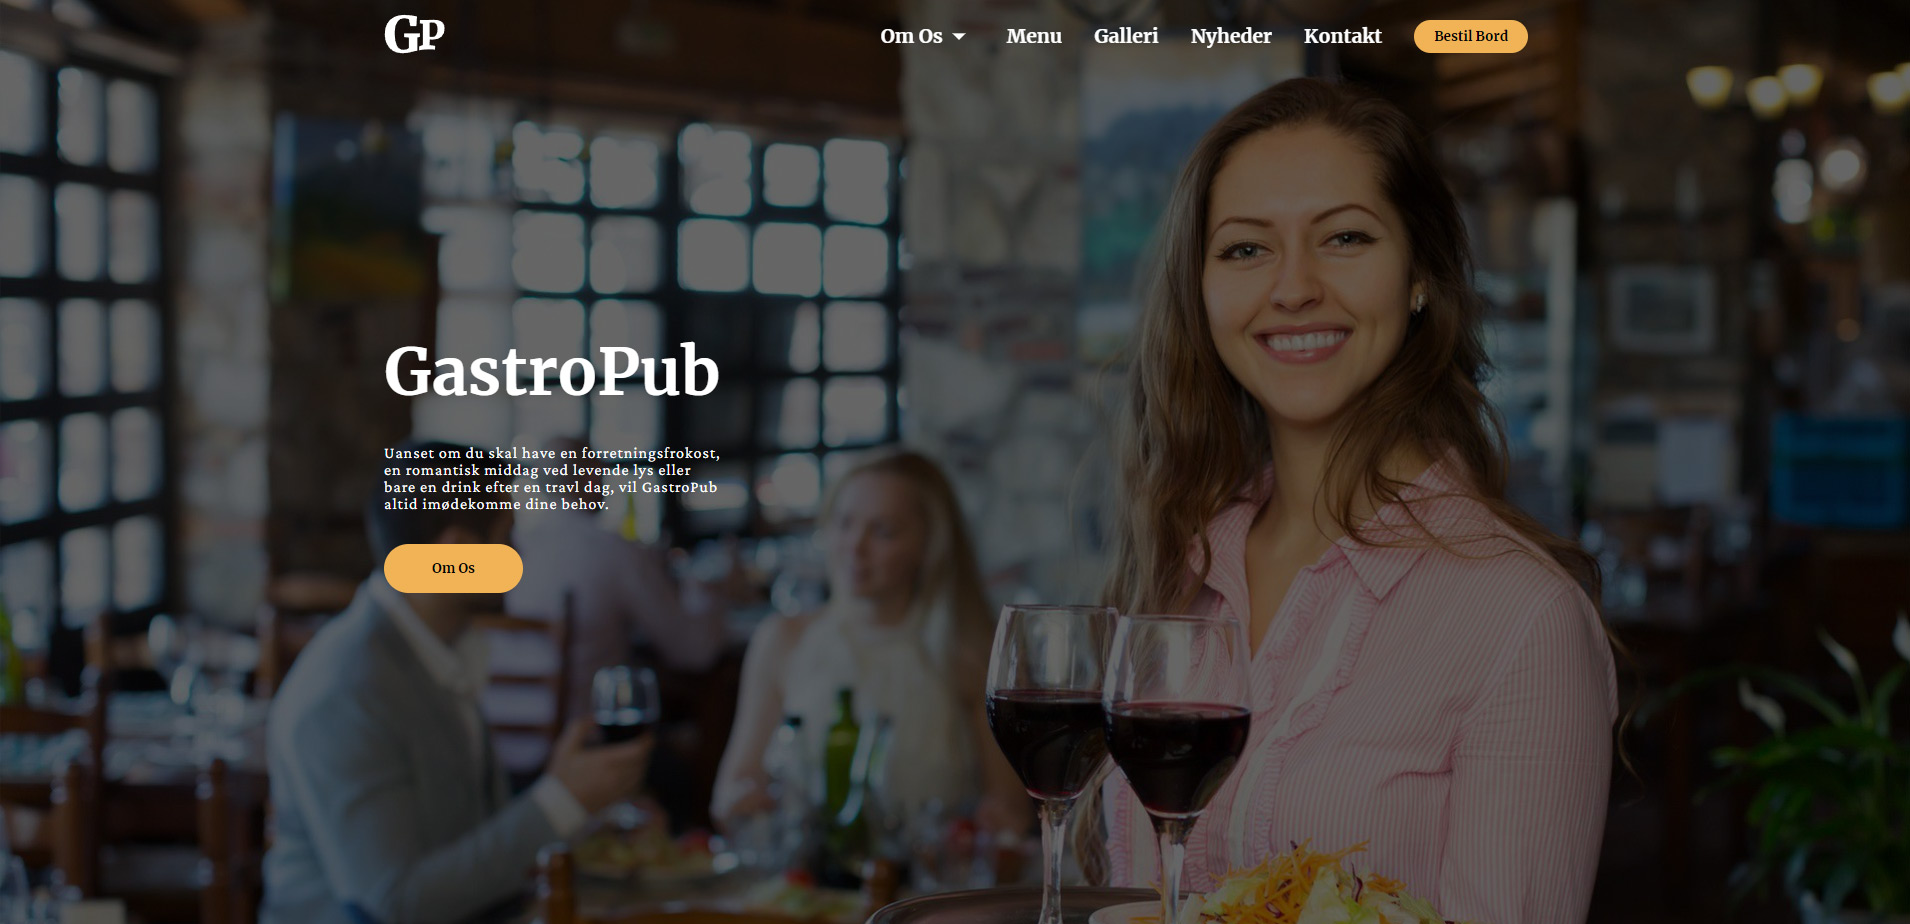 GP
Om Os
Menu
Galleri
Nyheder
Kontakt
Bestil Bord
GastroPub
Uanset om du skal have en forretningsfrokost,
en romantisk middag ved levende lys eller
bare en drink efter en travl dag, vil GastroPub
altid imødekomme dine behov.
Om Os